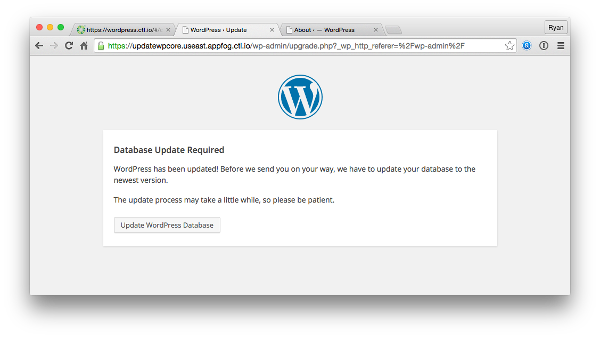 https://wordpress.ctl.io/
WordPress › Update
About ‹ — WordPress
Ryan
https://updatewpcore.useast.appfog.ctl.io/wp-admin/upgrade.php?_wp_http_referer=%2Fwp-admin%2F
Database Update Required
WordPress has been updated! Before we send you on your way, we have to update your database to the
newest version.
The update process may take a little while, so please be patient.
Update WordPress Database